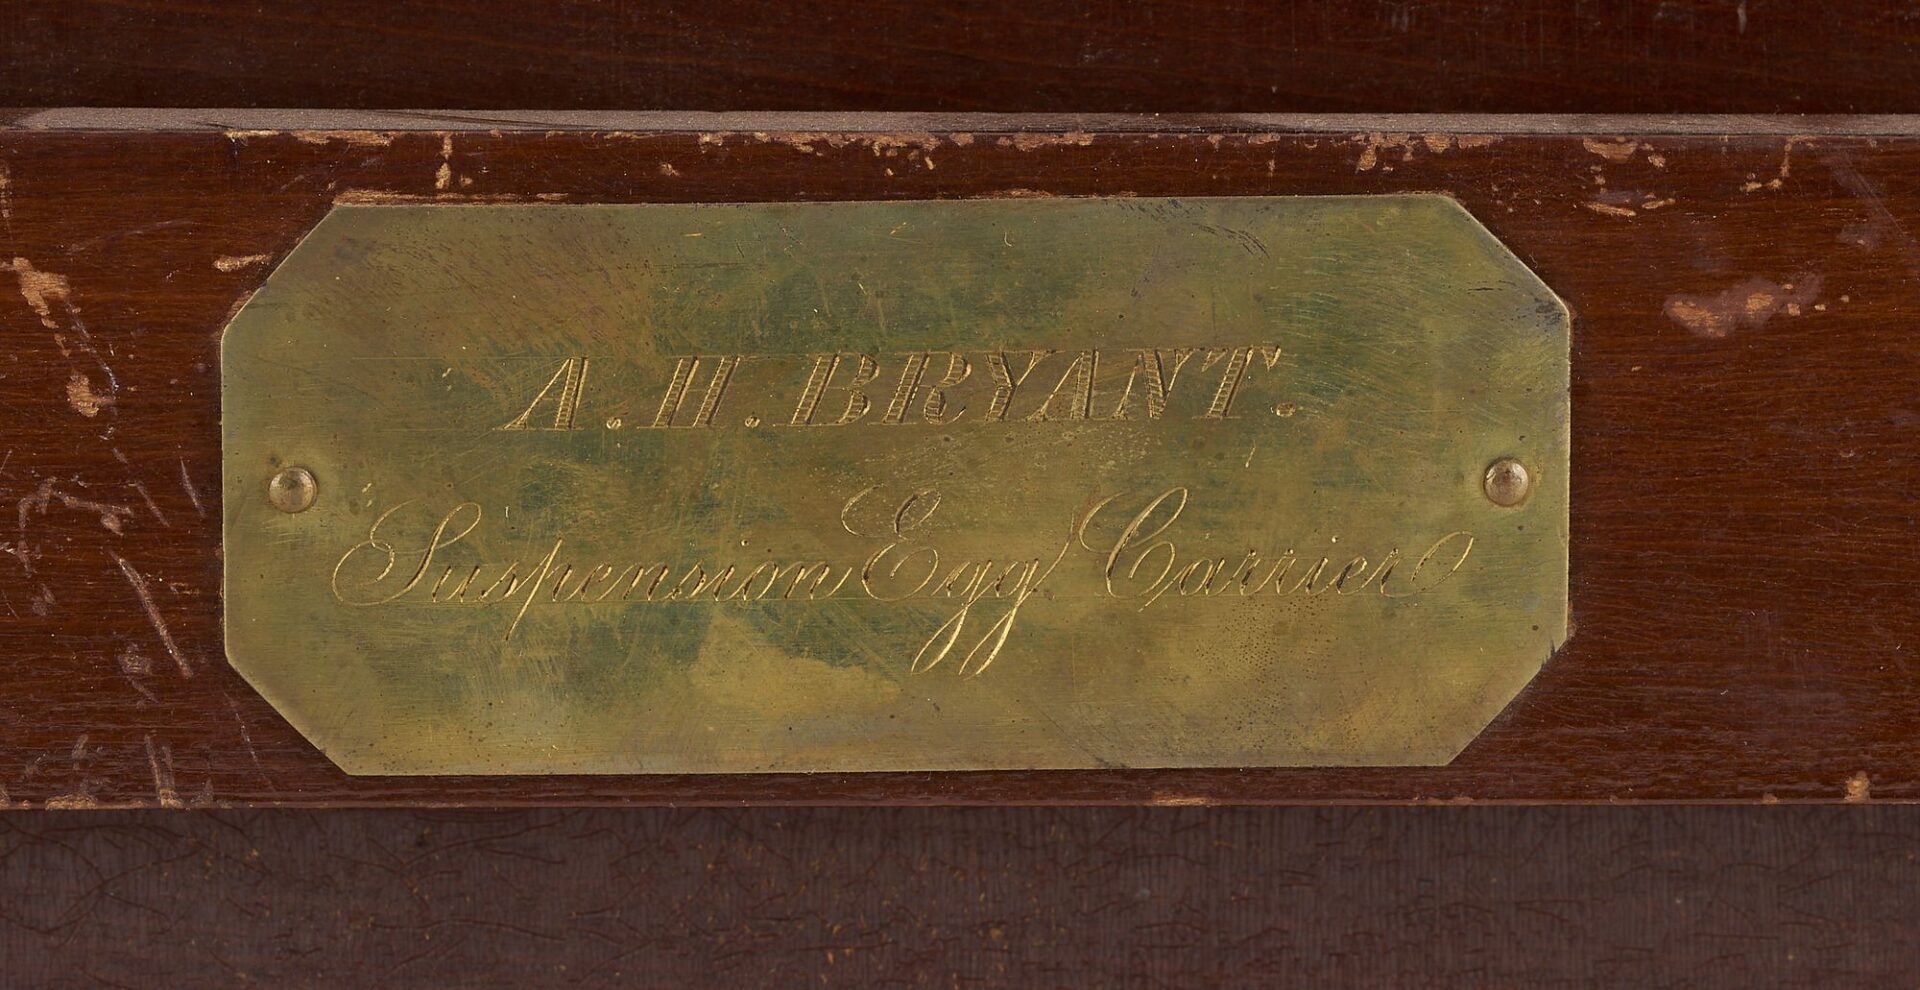 A. H. BRYANT.
Suspension Egg Carrier